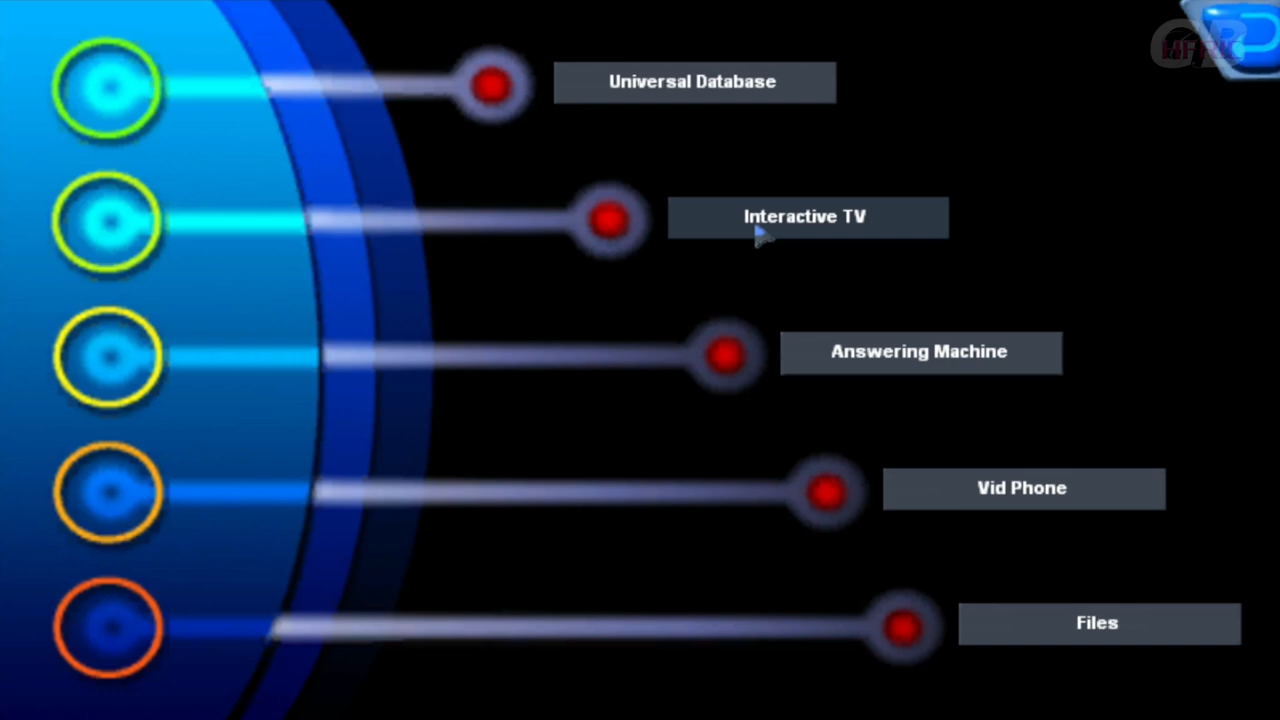 Universal Database
Interactive TV
Answering Machine
Vid Phone
Files